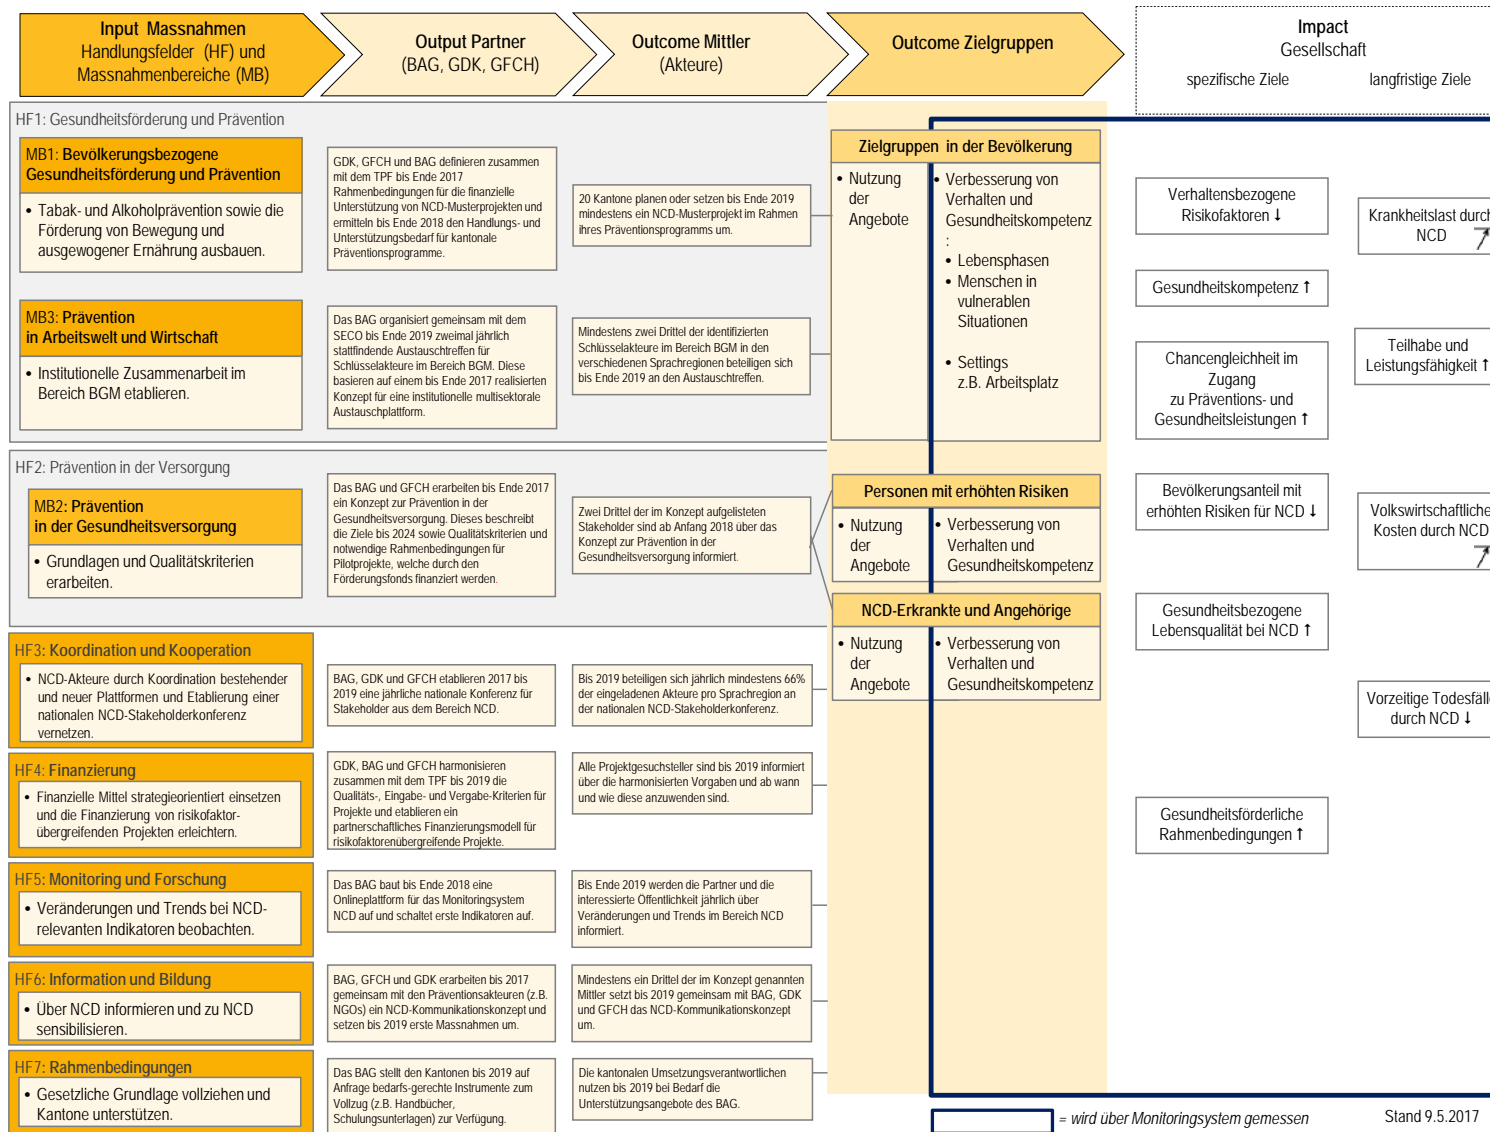 Input Massnahmen
Handlungsfelder (HF) und
Massnahmenbereiche (MB)
Output Partner
(BAG, GDK, GFCH)
Outcome Mittler
(Akteure)
Outcome Zielgruppen
Impact
Gesellschaft
spezifische Ziele
langfristige Ziele
HF1: Gesundheitsförderung und Prävention
MB1: Bevölkerungsbezogene
Gesundheitsförderung und Prävention
• Tabak- und Alkoholprävention sowie die
Förderung von Bewegung und
ausgewogener Ernährung ausbauen.
GDK, GFCH und BAG definieren zusammen
mit dem TPF bis Ende 2017
Rahmenbedingungen für die finanzielle
Unterstützung von NCD-Musterprojekten und
ermitteln bis Ende 2018 den Handlungs- und
Unterstützungsbedarf für kantonale
Präventionsprogramme.
20 Kantone planen oder setzen bis Ende 2019
mindestens ein NCD-Musterprojekt im Rahmen
ihres Präventionsprogramms um.
MB3: Prävention
in Arbeitswelt und Wirtschaft
• Institutionelle Zusammenarbeit im
Bereich BGM etablieren.
Das BAG organisiert gemeinsam mit dem
SECO bis Ende 2019 zweimal jährlich
stattfindende Austauschtreffen für
Schlüsselakteure im Bereich BGM. Diese
basieren auf einem bis Ende 2017 realisierten
Konzept für eine institutionelle multisektorale
Austauschplattform.
Mindestens zwei Drittel der identifizierten
Schlüsselakteure im Bereich BGM in den
verschiedenen Sprachregionen beteiligen sich
bis Ende 2019 an den Austauschtreffen.
Zielgruppen in der Bevölkerung
• Nutzung
der
Angebote
• Verbesserung von
Verhalten und
Gesundheitskompetenz
:
• Lebensphasen
• Menschen in
vulnerablen
Situationen
• Settings
z.B. Arbeitsplatz
HF2: Prävention in der Versorgung
MB2: Prävention
in der Gesundheitsversorgung
• Grundlagen und Qualitätskriterien
erarbeiten.
Das BAG und GFCH erarbeiten bis Ende 2017
ein Konzept zur Prävention in der
Gesundheitsversorgung. Dieses beschreibt
die Ziele bis 2024 sowie Qualitätskriterien und
notwendige Rahmenbedingungen für
Pilotprojekte, welche durch den
Förderungsfonds finanziert werden.
Zwei Drittel der im Konzept aufgelisteten
Stakeholder sind ab Anfang 2018 über das
Konzept zur Prävention in der
Gesundheitsversorgung informiert.
Personen mit erhöhten Risiken
• Nutzung
der
Angebote
• Verbesserung von
Verhalten und
Gesundheitskompetenz
NCD-Erkrankte und Angehörige
• Nutzung
der
Angebote
• Verbesserung von
Verhalten und
Gesundheitskompetenz
HF3: Koordination und Kooperation
• NCD-Akteure durch Koordination bestehender
und neuer Plattformen und Etablierung einer
nationalen NCD-Stakeholderkonferenz
vernetzen.
BAG, GDK und GFCH etablieren 2017 bis
2019 eine jährliche nationale Konferenz für
Stakeholder aus dem Bereich NCD.
Bis 2019 beteiligen sich jährlich mindestens 66%
der eingeladenen Akteure pro Sprachregion an
der nationalen NCD-Stakeholderkonferenz.
HF4: Finanzierung
• Finanzielle Mittel strategieorientiert einsetzen
und die Finanzierung von risikofaktor-
übergreifenden Projekten erleichtern.
GDK, BAG und GFCH harmonisieren
zusammen mit dem TPF bis 2019 die
Qualitäts-, Eingabe- und Vergabe-Kriterien für
Projekte und etablieren ein
partnerschaftliches Finanzierungsmodell für
risikofaktorenübergreifende Projekte.
Alle Projektgesuchsteller sind bis 2019 informiert
über die harmonisierten Vorgaben und ab wann
und wie diese anzuwenden sind.
HF5: Monitoring und Forschung
• Veränderungen und Trends bei NCD-
relevanten Indikatoren beobachten.
Das BAG baut bis Ende 2018 eine
Onlineplattform für das Monitoringsystem
NCD auf und schaltet erste Indikatoren auf.
Bis Ende 2019 werden die Partner und die
interessierte Öffentlichkeit jährlich über
Veränderungen und Trends im Bereich NCD
informiert.
HF6: Information und Bildung
• Über NCD informieren und zu NCD
sensibilisieren.
BAG, GFCH und GDK erarbeiten bis 2017
gemeinsam mit den Präventionsakteuren (z.B.
NGOs) ein NCD-Kommunikationskonzept und
setzen bis 2019 erste Massnahmen um.
Mindestens ein Drittel der im Konzept genannten
Mittler setzt bis 2019 gemeinsam mit BAG, GDK
und GFCH das NCD-Kommunikationskonzept
um.
HF7: Rahmenbedingungen
• Gesetzliche Grundlage vollziehen und
Kantone unterstützen.
Das BAG stellt den Kantonen bis 2019 auf
Anfrage bedarfs-gerechte Instrumente zum
Vollzug (z.B. Handbücher,
Schulungsunterlagen) zur Verfügung.
Die kantonalen Umsetzungsverantwortlichen
nutzen bis 2019 bei Bedarf die
Unterstützungsangebote des BAG.
Verhaltensbezogene
Risikofaktoren ↓
Gesundheitskompetenz ↑
Chancengleichheit im
Zugang
zu Präventions- und
Gesundheitsleistungen ↑
Bevölkerungsanteil mit
erhöhten Risiken für NCD ↓
Gesundheitsbezogene
Lebensqualität bei NCD ↑
Gesundheitsförderliche
Rahmenbedingungen ↑
Krankheitslast durch
NCD
Teilhabe und
Leistungsfähigkeit ↑
Volkswirtschaftliche
Kosten durch NCD
Vorzeitige Todesfälle
durch NCD ↓
= wird über Monitoringsystem gemessen
Stand 9.5.2017